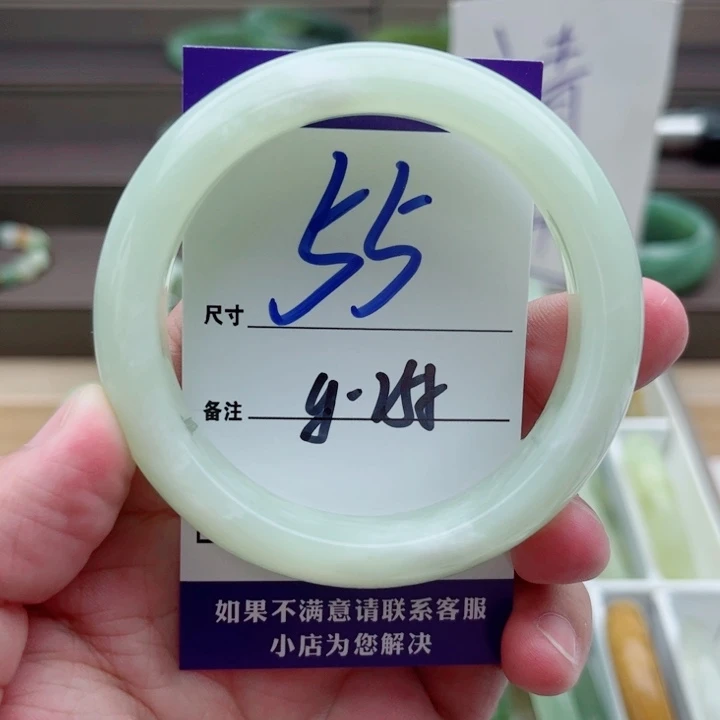 尺寸 55
备注
如果不满意请联系客服
小店为您解决